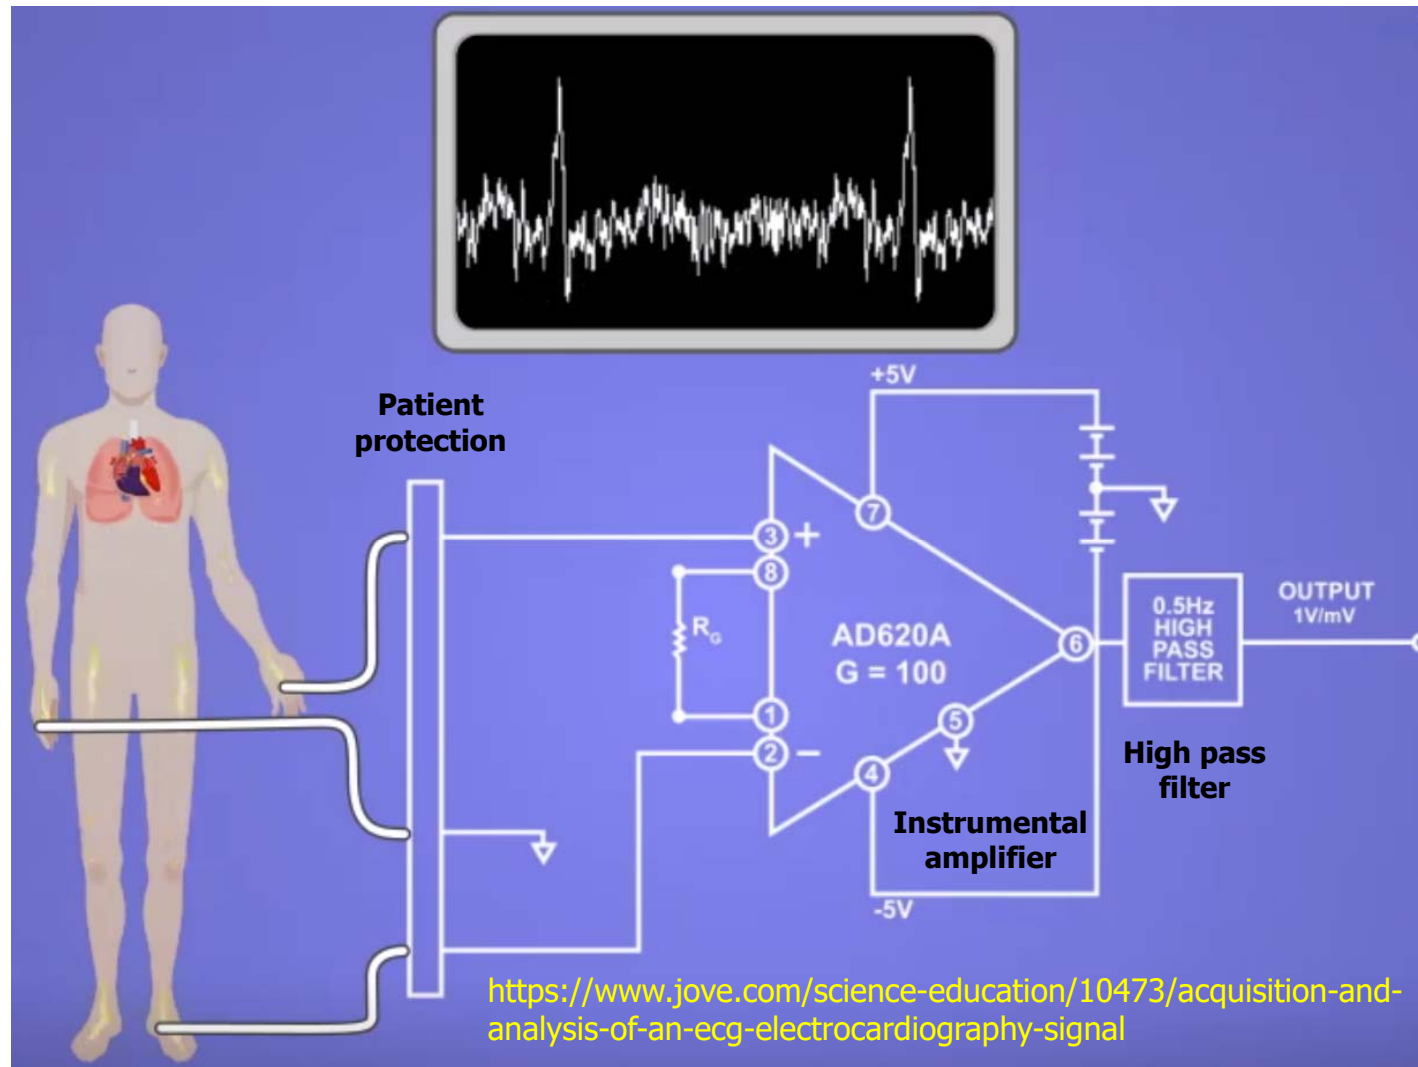 Patient
protection
+5V
3 +
7
8
R_G
AD620A
G = 100
6
0.5Hz
HIGH
PASS
FILTER
OUTPUT
1V/mV
1
5
2 −
4
High pass
filter
Instrumental
amplifier
-5V
https://www.jove.com/science-education/10473/acquisition-and-
analysis-of-an-ecg-electrocardiography-signal